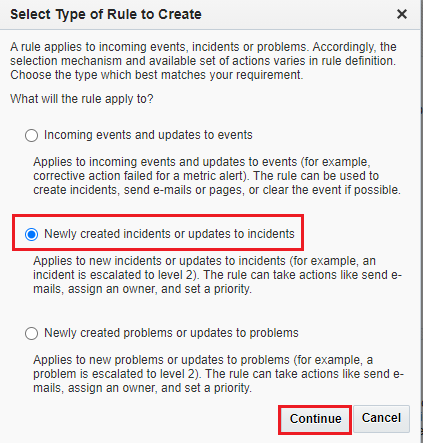 Select Type of Rule to Create
A rule applies to incoming events, incidents or problems. Accordingly, the
selection mechanism and available set of actions varies in rule definition.
Choose the type which best matches your requirement.
What will the rule apply to?
Incoming events and updates to events
Applies to incoming events and updates to events (for example,
corrective action failed for a metric alert). The rule can be used to
create incidents, send e-mails or pages, or clear the event if possible.
Newly created incidents or updates to incidents
Applies to new incidents or updates to incidents (for example, an
incident is escalated to level 2). The rule can take actions like send e-
mails, assign an owner, and set a priority.
Newly created problems or updates to problems
Applies to new problems or updates to problems (for example, a
problem is escalated to level 2). The rule can take actions like send e-
mails, assign an owner, and set a priority.
Continue Cancel